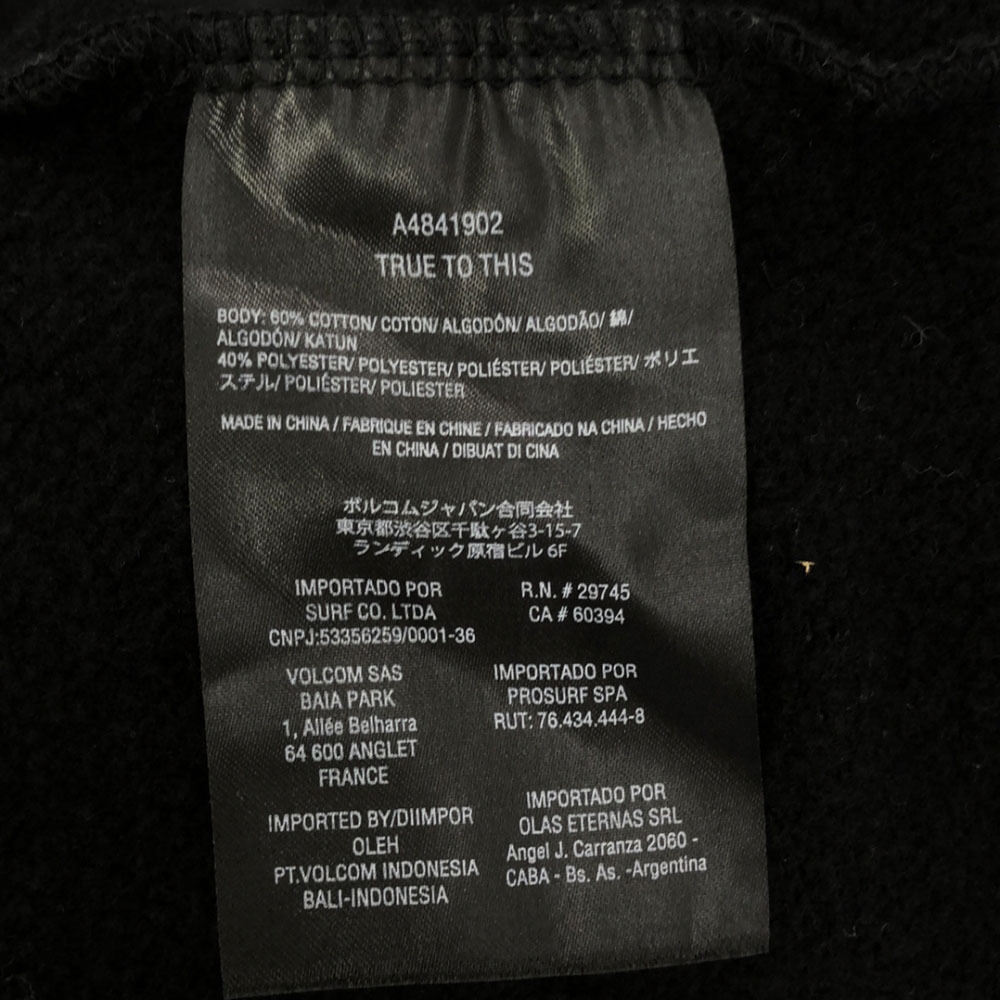 A4841902
TRUE TO THIS
BODY: 60% COTTON/ COTON/ ALGODÓN/ ALGODÃO/ 綿/
ALGODÓN/ KATUN
40% POLYESTER/ POLYESTER/ POLIÉSTER/ POLIÉSTER/ ポリエ
ステル/ POLIÉSTER/ POLIESTER
MADE IN CHINA / FABRIQUE EN CHINE / FABRICADO NA CHINA / HECHO
EN CHINA / DIBUAT DI CINA
ボルコムジャパン合同会社
東京都渋谷区千駄ヶ谷3-15-7
ランディック原宿ビル 6F
IMPORTADO POR
SURF CO. LTDA
CNPJ:53356259/0001-36
R.N. # 29745
CA # 60394
VOLCOM SAS
BAIA PARK
1, Allée Belharra
64 600 ANGLET
FRANCE
IMPORTADO POR
PROSURF SPA
RUT: 76.434.444-8
IMPORTED BY/DIIMPOR
OLEH
PT.VOLCOM INDONESIA
BALI-INDONESIA
IMPORTADO POR
OLAS ETERNAS SRL
Angel J. Carranza 2060 -
CABA - Bs. As. -Argentina